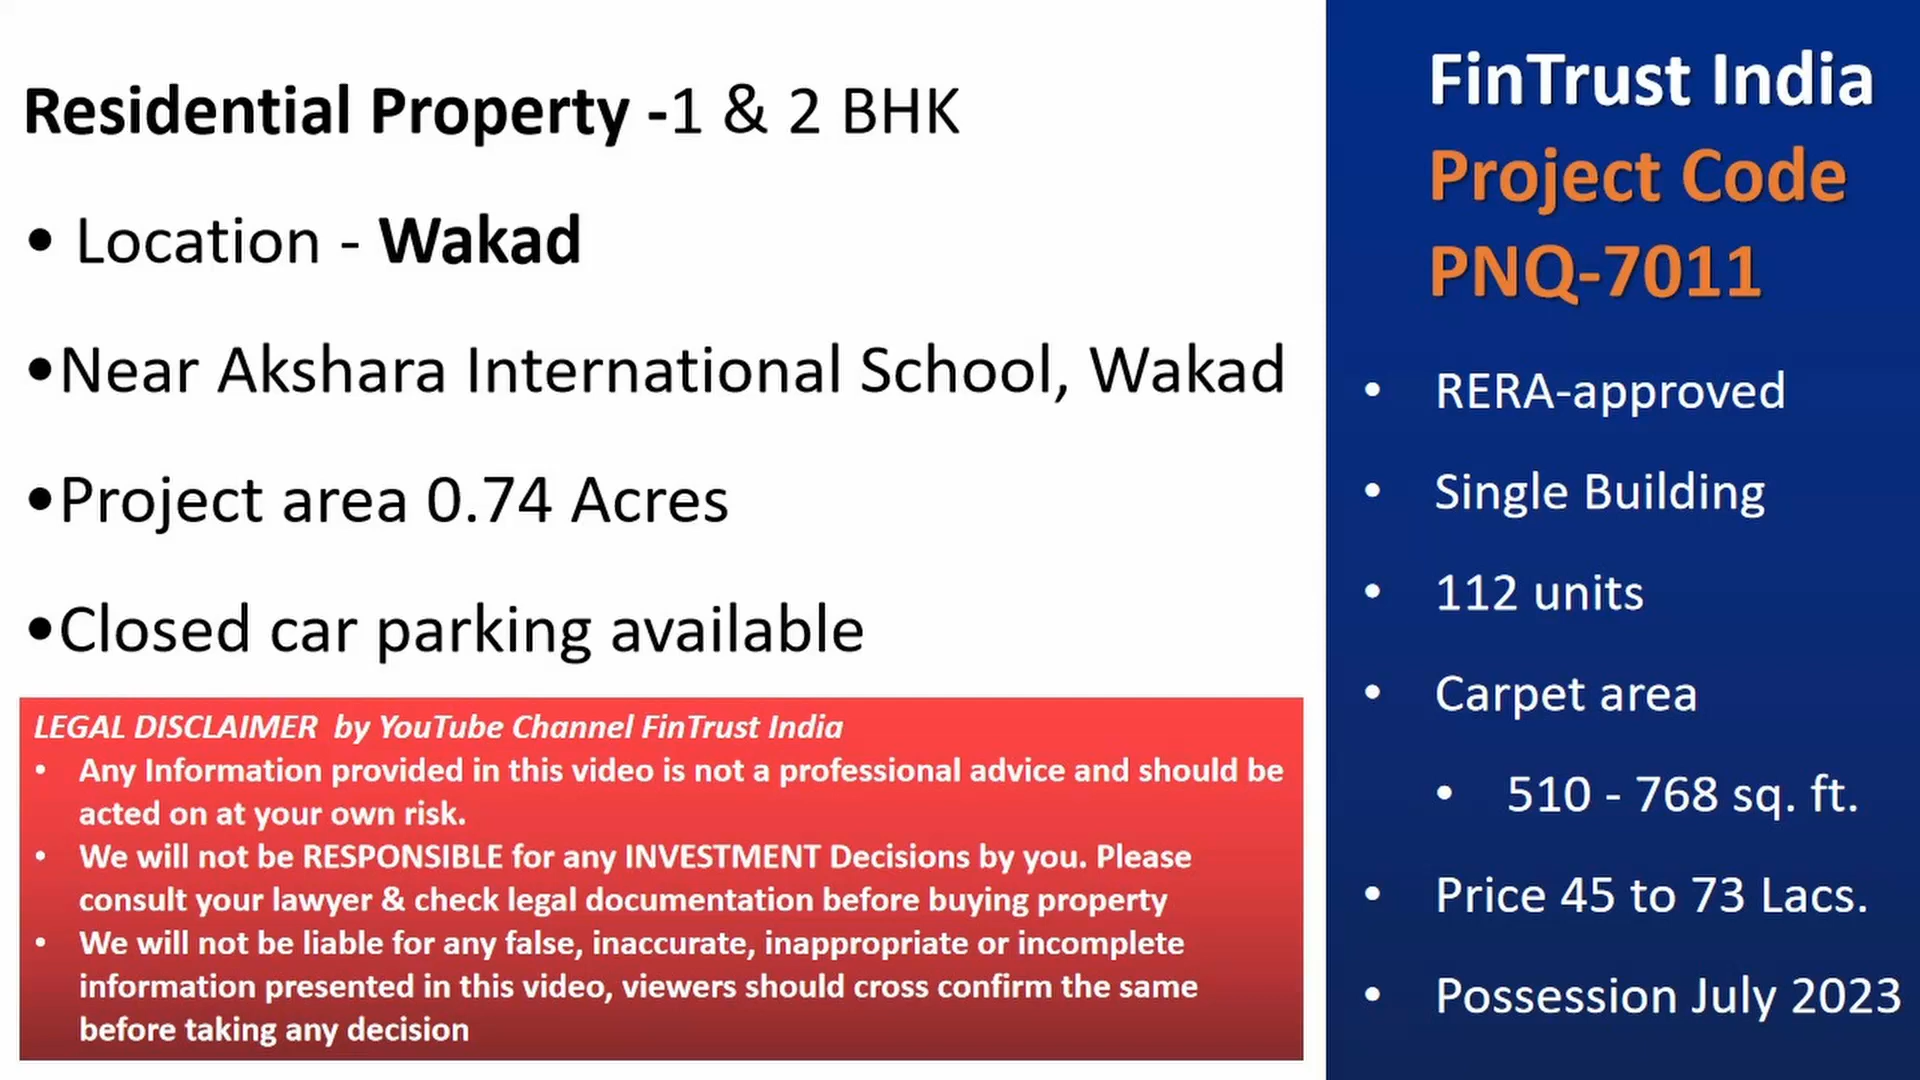 Residential Property -1 & 2 BHK
• Location - Wakad
•Near Akshara International School, Wakad
•Project area 0.74 Acres
•Closed car parking available
LEGAL DISCLAIMER by YouTube Channel FinTrust India
• Any Information provided in this video is not a professional advice and should be
acted on at your own risk.
• We will not be RESPONSIBLE for any INVESTMENT Decisions by you. Please
consult your lawyer & check legal documentation before buying property
• We will not be liable for any false, inaccurate, inappropriate or incomplete
information presented in this video, viewers should cross confirm the same
before taking any decision
FinTrust India
Project Code
PNQ-7011
• RERA-approved
• Single Building
• 112 units
• Carpet area
• 510 - 768 sq. ft.
• Price 45 to 73 Lacs.
• Possession July 2023